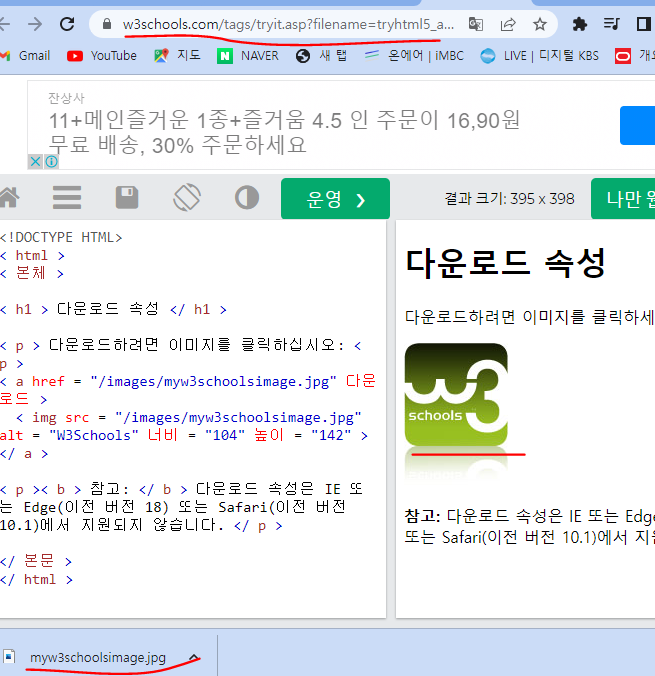 w3schools.com/tags/tryit.asp?filename=tryhtml5_a...
Gmail YouTube 지도 NAVER 새 탭 온에어 | iMBC LIVE | 디지털 KBS 개
잔상사
11+메인즐거운 1종+즐거움 4.5 인 주문이 16,90원
무료 배송, 30% 주문하세요
운영 ❯ 결과 크기: 395 x 398 나만 웹
<!DOCTYPE HTML>
< html >
< 본체 >
< h1 > 다운로드 속성 </ h1 >
< p > 다운로드하려면 이미지를 클릭하십시오: <
p >
< a href = "/images/myw3schoolsimage.jpg" 다운
로드 >
< img src = "/images/myw3schoolsimage.jpg"
alt = "W3Schools" 너비 = "104" 높이 = "142" >
</ a >
< p >< b > 참고: </ b > 다운로드 속성은 IE 또
는 Edge(이전 버전 18) 또는 Safari(이전 버전
10.1)에서 지원되지 않습니다. </ p >
</ 본문 >
</ html >
다운로드 속성
다운로드하려면 이미지를 클릭하세
w3
schools
참고: 다운로드 속성은 IE 또는 Edge
또는 Safari(이전 버전 10.1)에서 지원
myw3schoolsimage.jpg